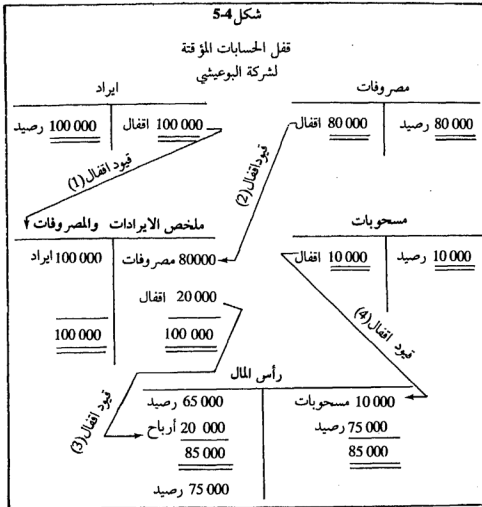 شكل 4-5
قفل الحسابات المؤقتة
لشركة البوعيشي
مصروفات
80 000 رصيد
80 000 اقفال
ايراد
100 000 اقفال
100 000 رصيد
قيود اقفال(1)
قيود اقفال(2)
مسحوبات
10 000 رصيد
10 000 اقفال
ملخص الايرادات والمصروفات
80000 مصروفات
100 000 ايراد
20 000 اقفال
100 000
100 000
قيود اقفال(4)
قيود اقفال(3)
رأس المال
10 000 مسحوبات
65 000 رصيد
75 000 رصيد
20 000 أرباح
85 000
85 000
75 000 رصيد